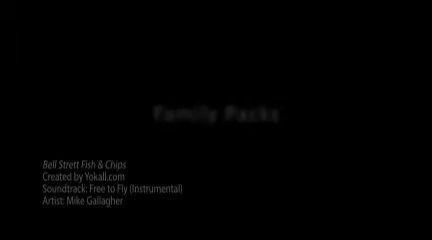 Family Packs
Bell Strett Fish & Chips
Created by Yokall.com
Soundtrack: Free to Fly (Instrumental)
Artist: Mike Gallagher